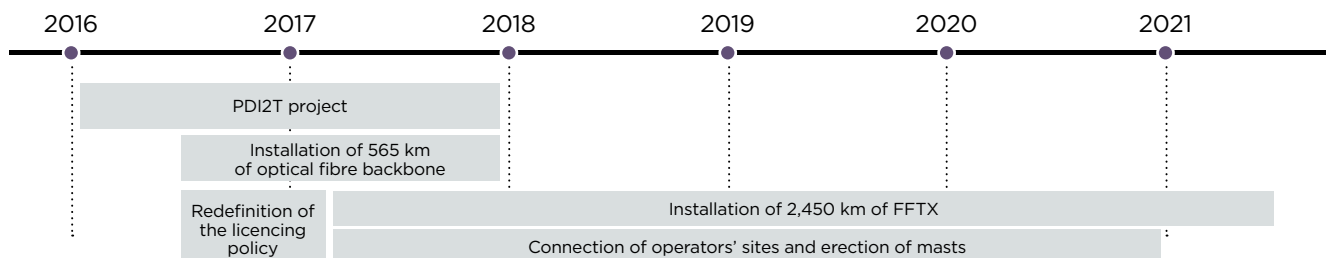 2016 2017 2018 2019 2020 2021
PDI2T project
Installation of 565 km
of optical fibre backbone
Redefinition of
the licencing
policy
Installation of 2,450 km of FFTX
Connection of operators’ sites and erection of masts